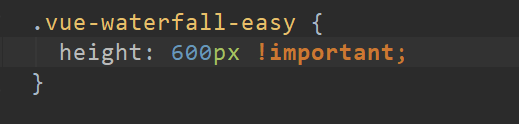 .vue-waterfall-easy {
  height: 600px !important;
}